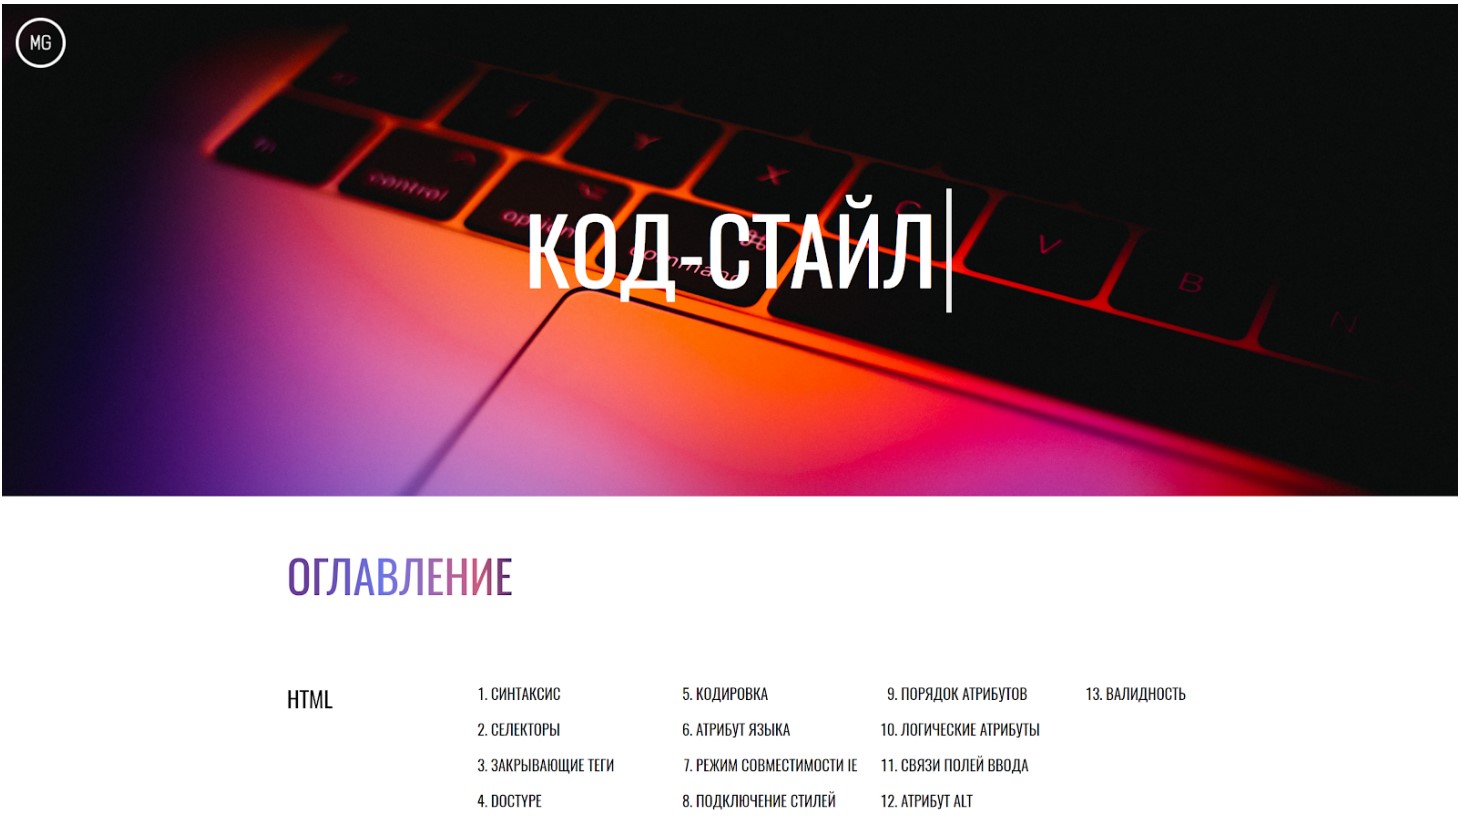 MG
fn
control
option
command
Y
X
C
V
B
N
КОД-СТАЙЛ
ОГЛАВЛЕНИЕ
HTML
1. СИНТАКСИС
2. СЕЛЕКТОРЫ
3. ЗАКРЫВАЮЩИЕ ТЕГИ
4. DOCTYPE
5. КОДИРОВКА
6. АТРИБУТ ЯЗЫКА
7. РЕЖИМ СОВМЕСТИМОСТИ IE
8. ПОДКЛЮЧЕНИЕ СТИЛЕЙ
9. ПОРЯДОК АТРИБУТОВ
10. ЛОГИЧЕСКИЕ АТРИБУТЫ
11. СВЯЗИ ПОЛЕЙ ВВОДА
12. АТРИБУТ ALT
13. ВАЛИДНОСТЬ